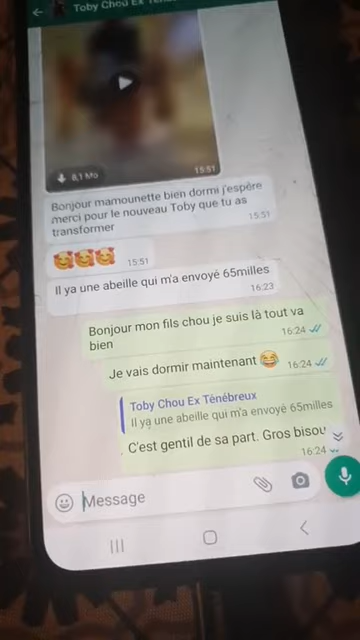 Toby Chou Ex Ténébreux
8,1 Mo
15:51
Bonjour mamounette bien dormi j'espère
merci pour le nouveau Toby que tu as
transformer
15:51
15:51
Il ya une abeille qui m'a envoyé 65milles
16:23
Bonjour mon fils chou je suis là tout va
bien
16:24
Je vais dormir maintenant 😂
16:24
Toby Chou Ex Ténébreux
Il ya une abeille qui m'a envoyé 65milles
C'est gentil de sa part. Gros bisou
16:24
Message